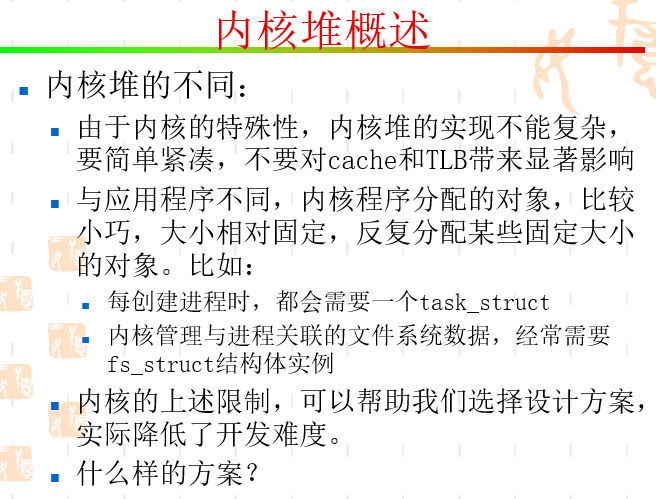 内核堆概述
内核堆的不同：
由于内核的特殊性，内核堆的实现不能复杂，
要简单紧凑，不要对cache和TLB带来显著影响
与应用程序不同，内核程序分配的对象，比较
小巧，大小相对固定，反复分配某些固定大小
的对象。比如：
每创建进程时，都会需要一个task_struct
内核管理与进程关联的文件系统数据，经常需要
fs_struct结构体实例
内核的上述限制，可以帮助我们选择设计方案，
实际降低了开发难度。
什么样的方案？